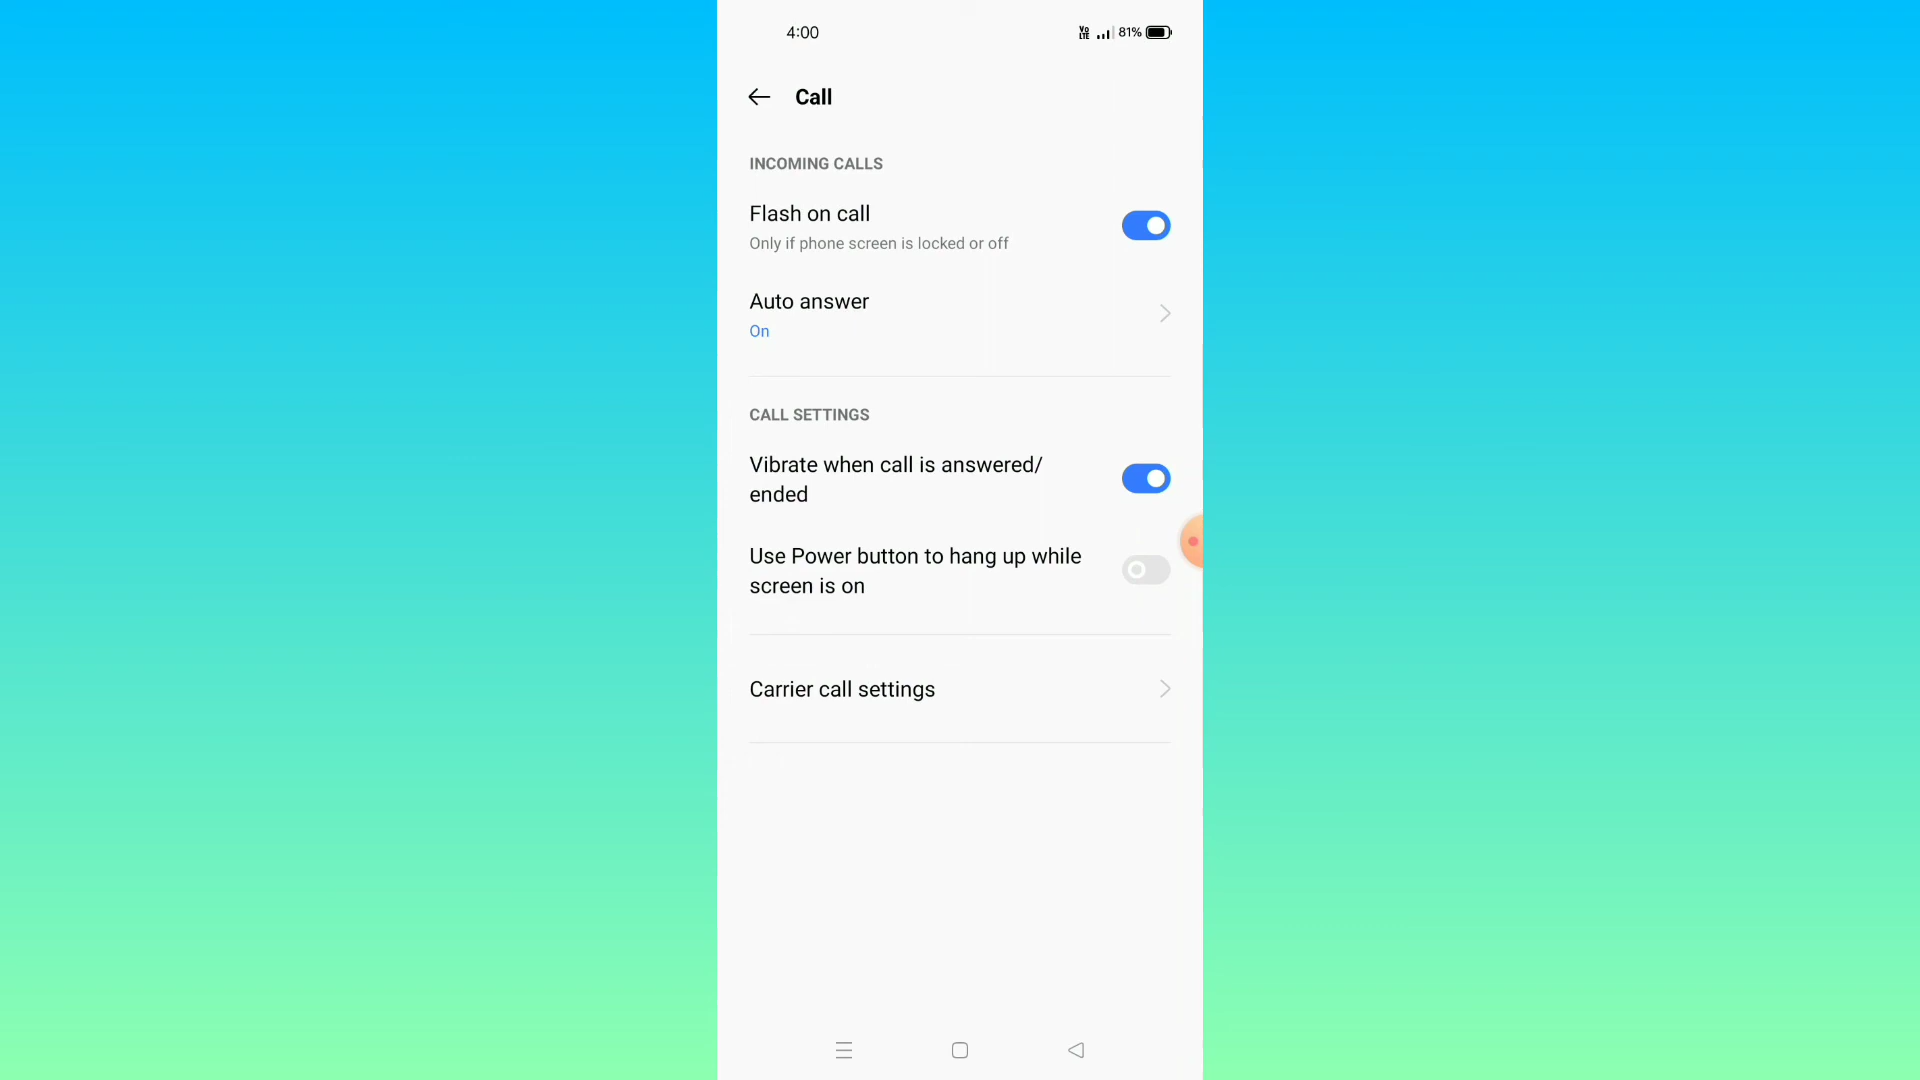 4:00 Vo LTE 81%
Call
INCOMING CALLS
Flash on call
Only if phone screen is locked or off
Auto answer
On
CALL SETTINGS
Vibrate when call is answered/
ended
Use Power button to hang up while
screen is on
Carrier call settings